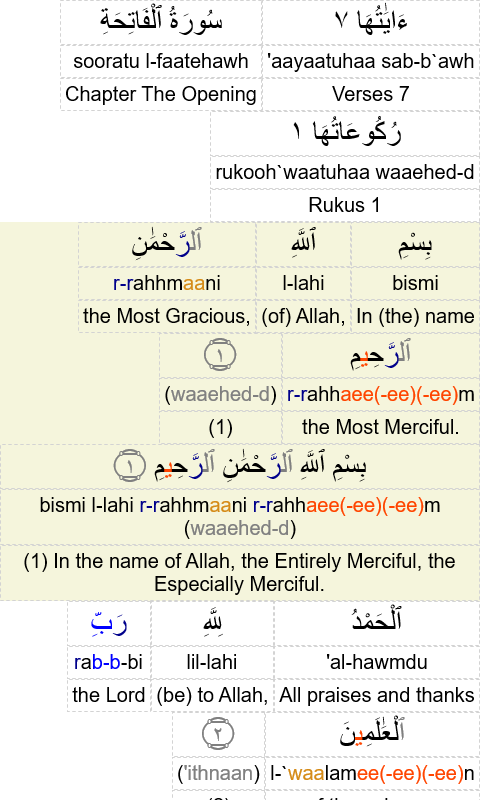 سُورَةُ ٱلْفَاتِحَةِ ءَايَٰتُهَا ٧
sooratu l-faatehawh 'aayaatuhaa sab-b`awh
Chapter The Opening Verses 7
رُكُوعَاتُهَا ١
rukooh`waatuhaa waaehed-d
Rukus 1
بِسْمِ ٱللَّهِ ٱلرَّحْمَٰنِ
r-rahhmaani l-lahi bismi
the Most Gracious, (of) Allah, In (the) name
ٱلرَّحِيمِ ١
(waaehed-d) r-rahhaee(-ee)(-ee)m
(1) the Most Merciful.
بِسْمِ ٱللَّهِ ٱلرَّحْمَٰنِ ٱلرَّحِيمِ ١
bismi l-lahi r-rahhmaani r-rahhaee(-ee)(-ee)m
(waaehed-d)
(1) In the name of Allah, the Entirely Merciful, the
Especially Merciful.
ٱلْحَمْدُ لِلَّهِ رَبِّ
rab-b-bi lil-lahi 'al-hawmdu
the Lord (be) to Allah, All praises and thanks
ٱلْعَٰلَمِينَ ٢
('ithnaan) l-`waalamee(-ee)(-ee)n